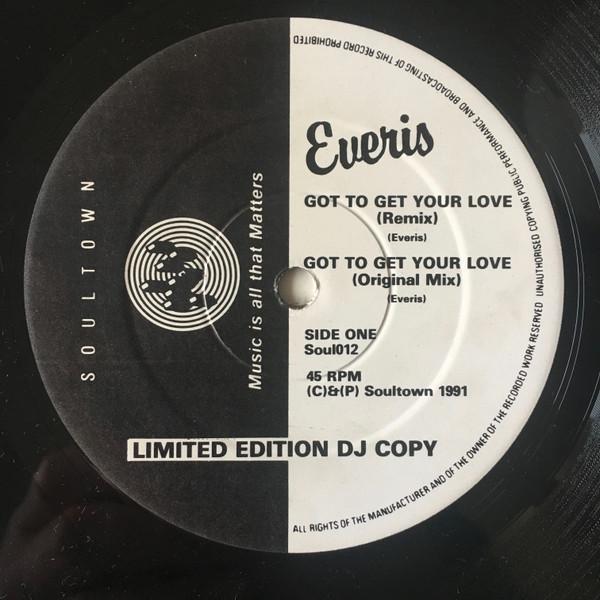 SOULTOWN
Music is all that Matters
Everis
GOT TO GET YOUR LOVE
(Remix)
(Everis)
GOT TO GET YOUR LOVE
(Original Mix)
(Everis)
SIDE ONE
Soul012
45 RPM
(C)&(P) Soultown 1991
LIMITED EDITION DJ COPY
ALL RIGHTS OF THE MANUFACTURER AND OF THE OWNER OF THE RECORDED WORK RESERVED UNAUTHORISED COPYING PUBLIC PERFORMANCE AND BROADCASTING OF THIS RECORD PROHIBITED